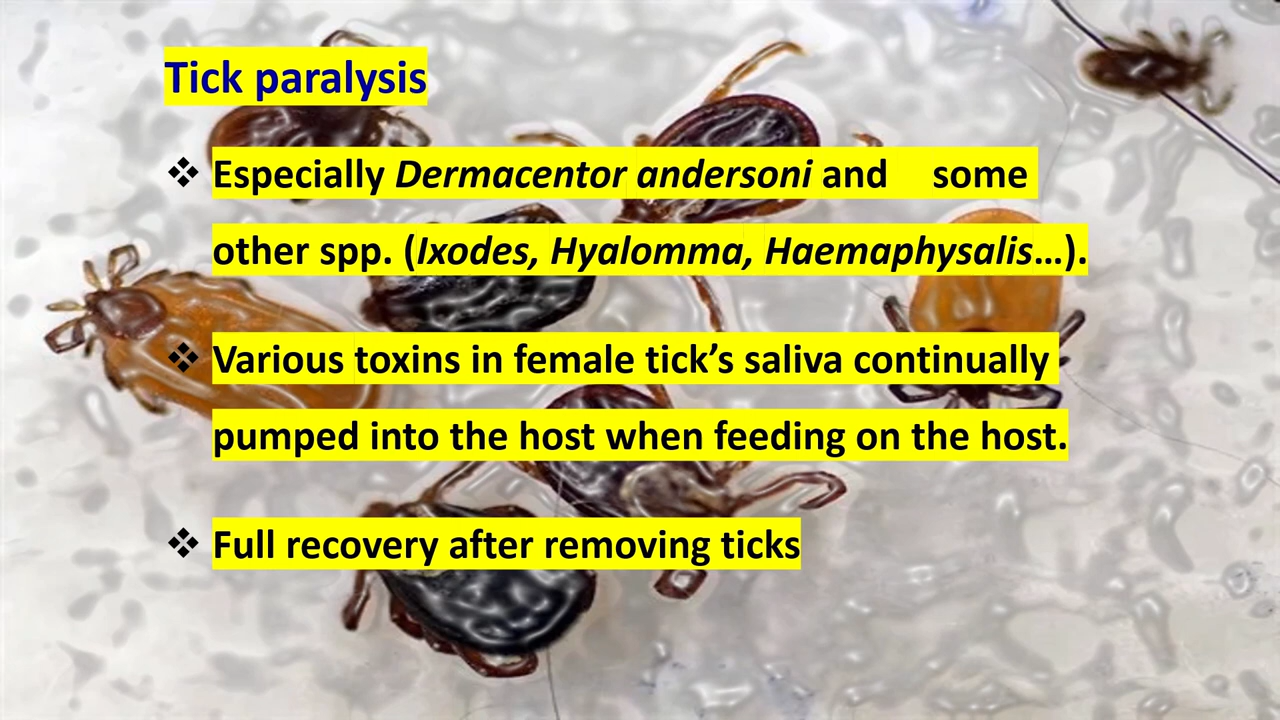 Tick paralysis
❖ Especially Dermacentor andersoni and some
other spp. (Ixodes, Hyalomma, Haemaphysalis…).
❖ Various toxins in female tick’s saliva continually
pumped into the host when feeding on the host.
❖ Full recovery after removing ticks